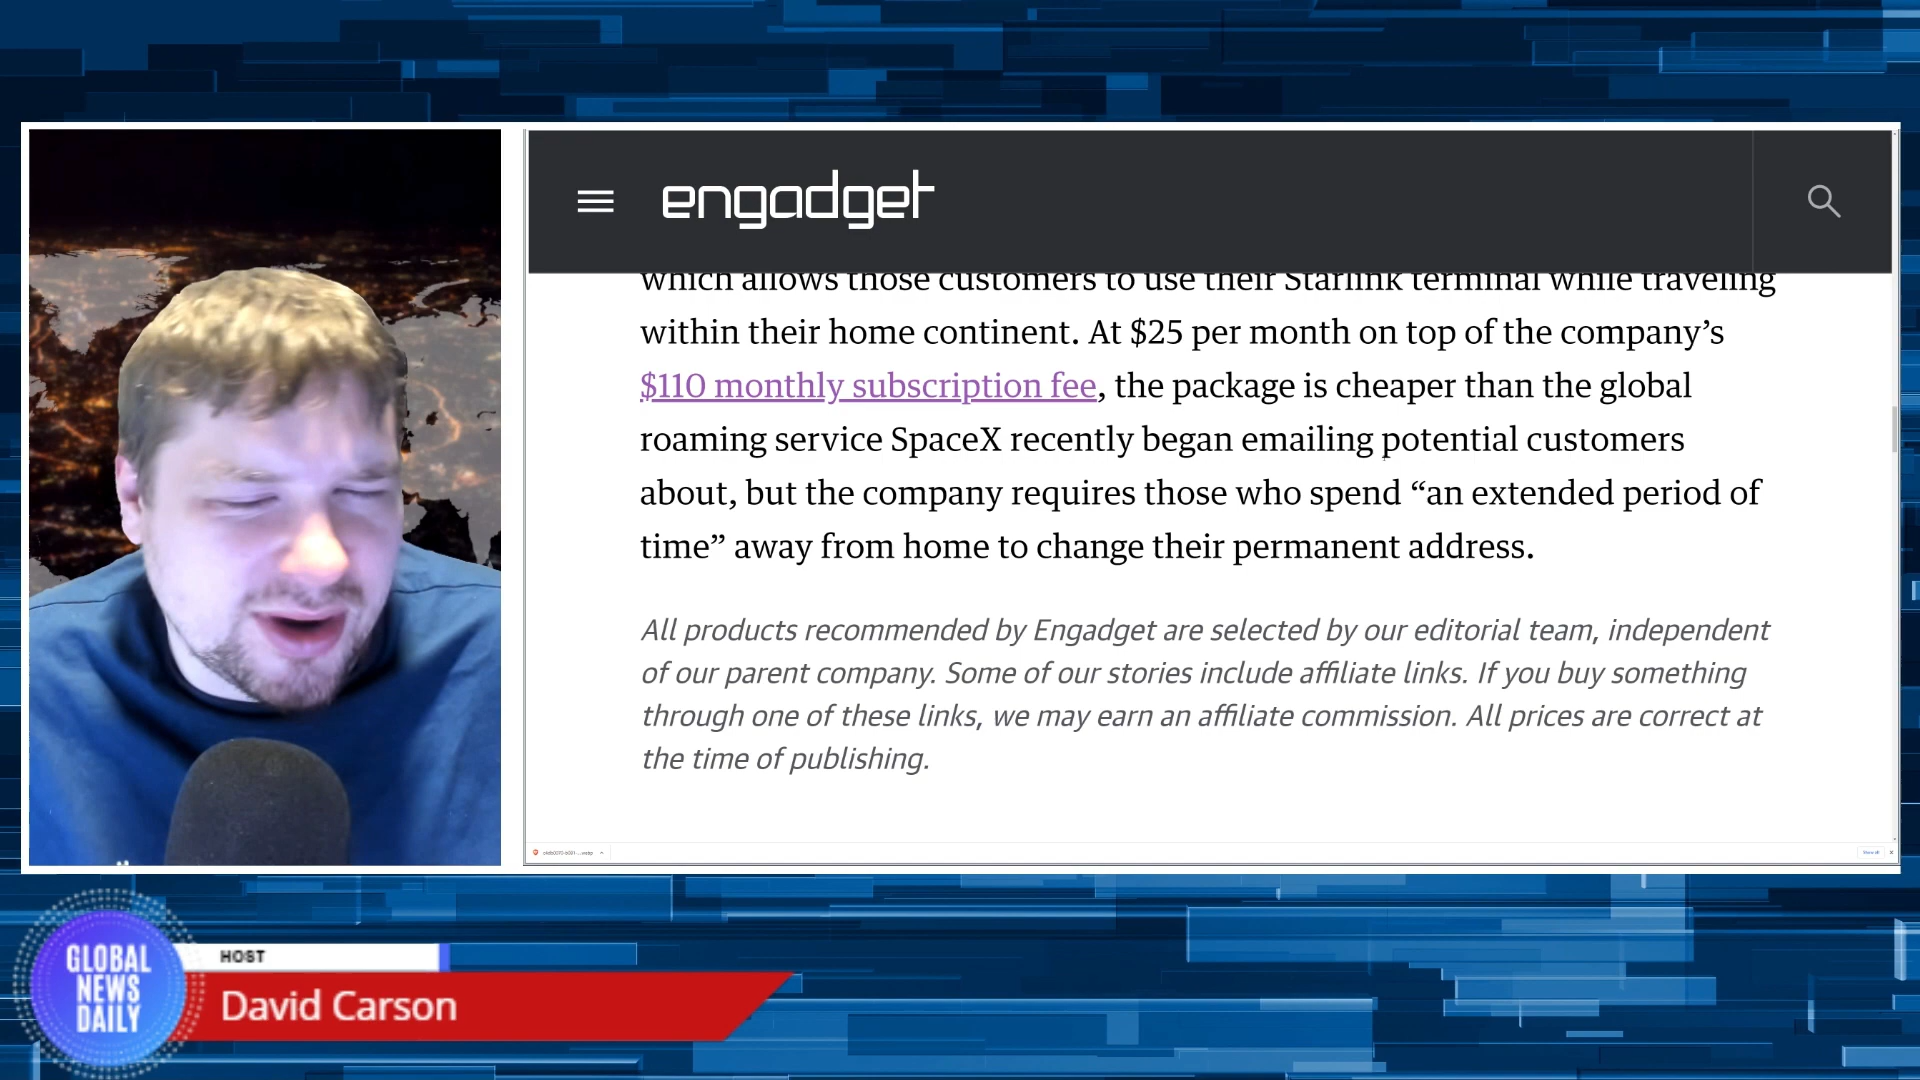 engadget
which allows those customers to use their Starlink terminal while traveling
within their home continent. At $25 per month on top of the company’s
$110 monthly subscription fee, the package is cheaper than the global
roaming service SpaceX recently began emailing potential customers
about, but the company requires those who spend “an extended period of
time” away from home to change their permanent address.
All products recommended by Engadget are selected by our editorial team, independent
of our parent company. Some of our stories include affiliate links. If you buy something
through one of these links, we may earn an affiliate commission. All prices are correct at
the time of publishing.
Show all
GLOBAL
NEWS
DAILY
HOST
David Carson